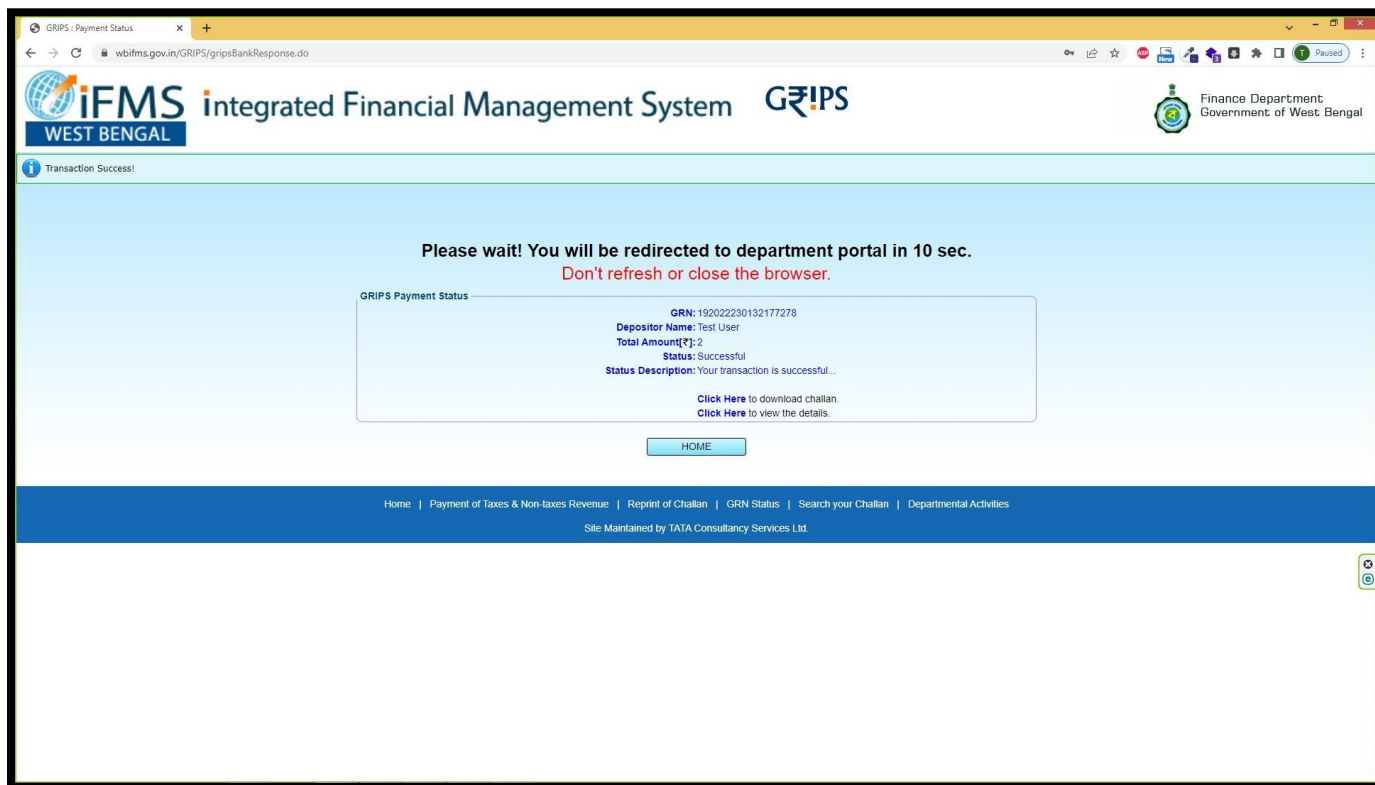 GRIPS : Payment Status
wbifms.gov.in/GRIPS/gripsBankResponse.do
ABP
New
3
T Paused
iFMS integrated Financial Management System GR!PS
WEST BENGAL
Finance Department
Government of West Bengal
Transaction Success!
Please wait! You will be redirected to department portal in 10 sec.
Don't refresh or close the browser.
GRIPS Payment Status
GRN: 192022230132177278
Depositor Name: Test User
Total Amount[₹]: 2
Status: Successful
Status Description: Your transaction is successful...
Click Here to download challan.
Click Here to view the details.
HOME
Home | Payment of Taxes & Non-taxes Revenue | Reprint of Challan | GRN Status | Search your Challan | Departmental Activities
Site Maintained by TATA Consultancy Services Ltd.